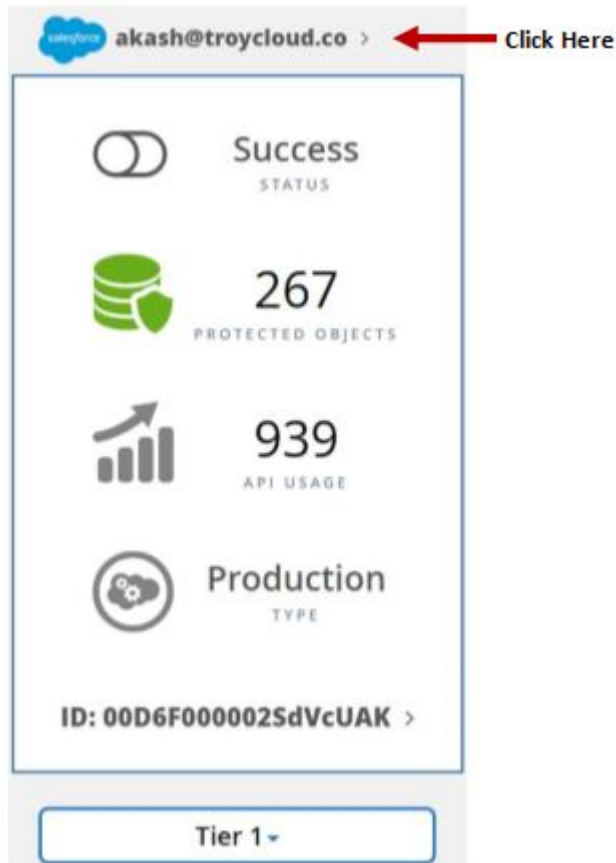 salesforce akash@troycloud.co > Click Here
Success
STATUS
267
PROTECTED OBJECTS
939
API USAGE
Production
TYPE
ID: 00D6F000002SdVcUAK >
Tier 1